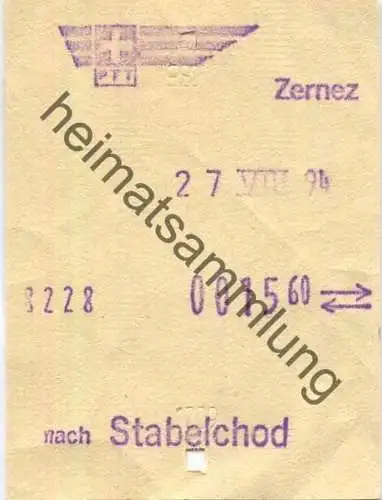 PTT
Zernez
27 VIII 94
8228 001560
nach Stabelchod
heimatsammlung